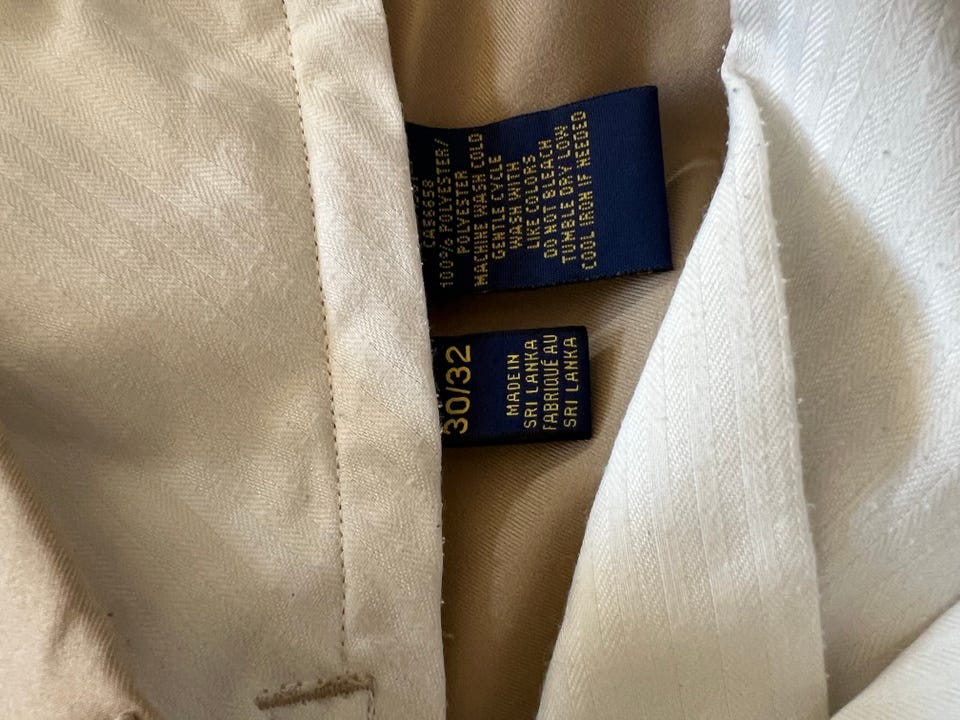 CA56658
100% POLYESTER/
POLYESTER
MACHINE WASH COLD
GENTLE CYCLE
WASH WITH
LIKE COLORS
DO NOT BLEACH
TUMBLE DRY LOW
COOL IRON IF NEEDED
30/32
MADE IN
SRI LANKA
FABRIQUÉ AU
SRI LANKA